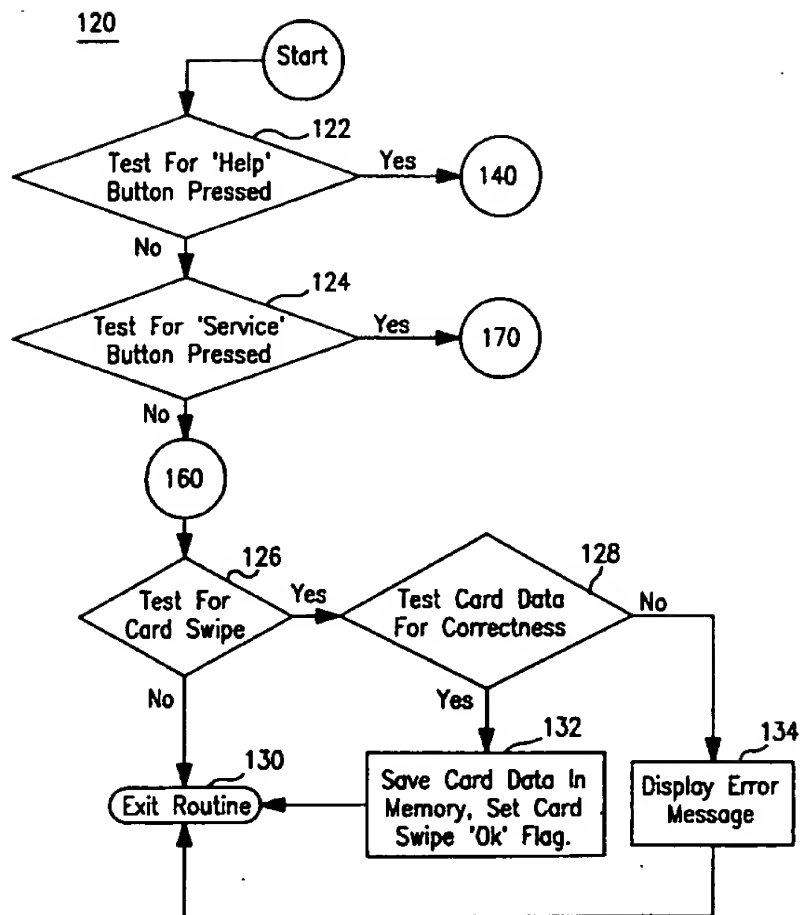 120
Start
122
Test For 'Help'
Button Pressed
Yes
140
No
124
Test For 'Service'
Button Pressed
Yes
170
No
160
126
Test For
Card Swipe
Yes
128
Test Card Data
For Correctness
No
No
Yes
130
Exit Routine
132
Save Card Data In
Memory, Set Card
Swipe 'Ok' Flag.
134
Display Error
Message